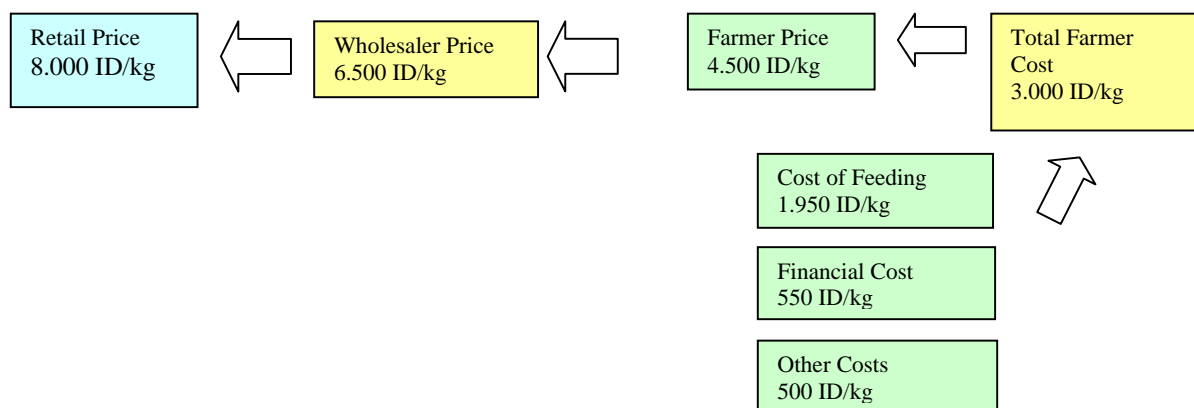 Retail Price
8.000 ID/kg
Wholesaler Price
6.500 ID/kg
Farmer Price
4.500 ID/kg
Total Farmer
Cost
3.000 ID/kg
Cost of Feeding
1.950 ID/kg
Financial Cost
550 ID/kg
Other Costs
500 ID/kg